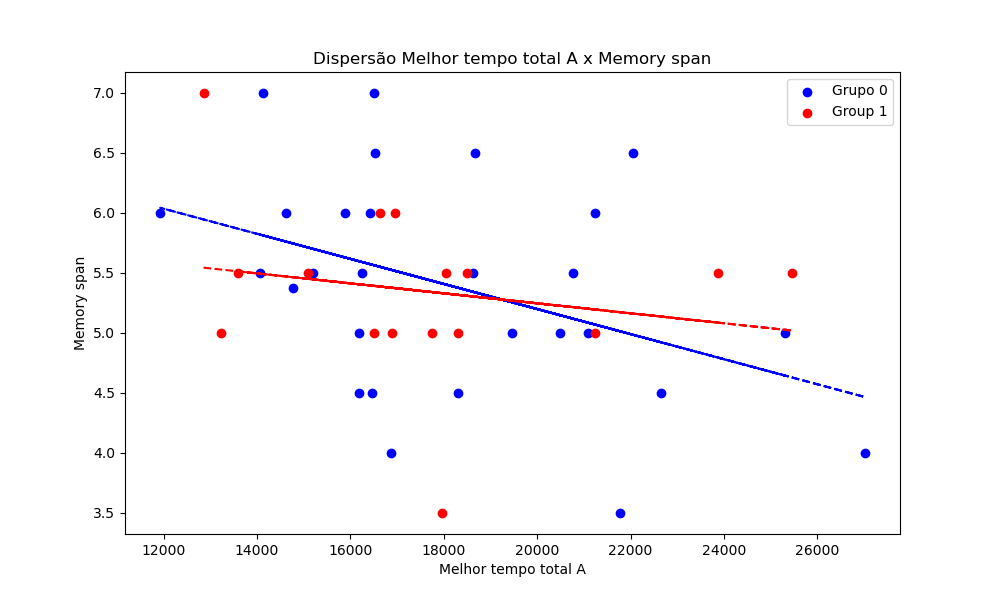 Dispersão Melhor tempo total A x Memory span
Grupo 0
Group 1
7.0
6.5
6.0
5.5
5.0
4.5
4.0
3.5
Memory span
12000 14000 16000 18000 20000 22000 24000 26000
Melhor tempo total A